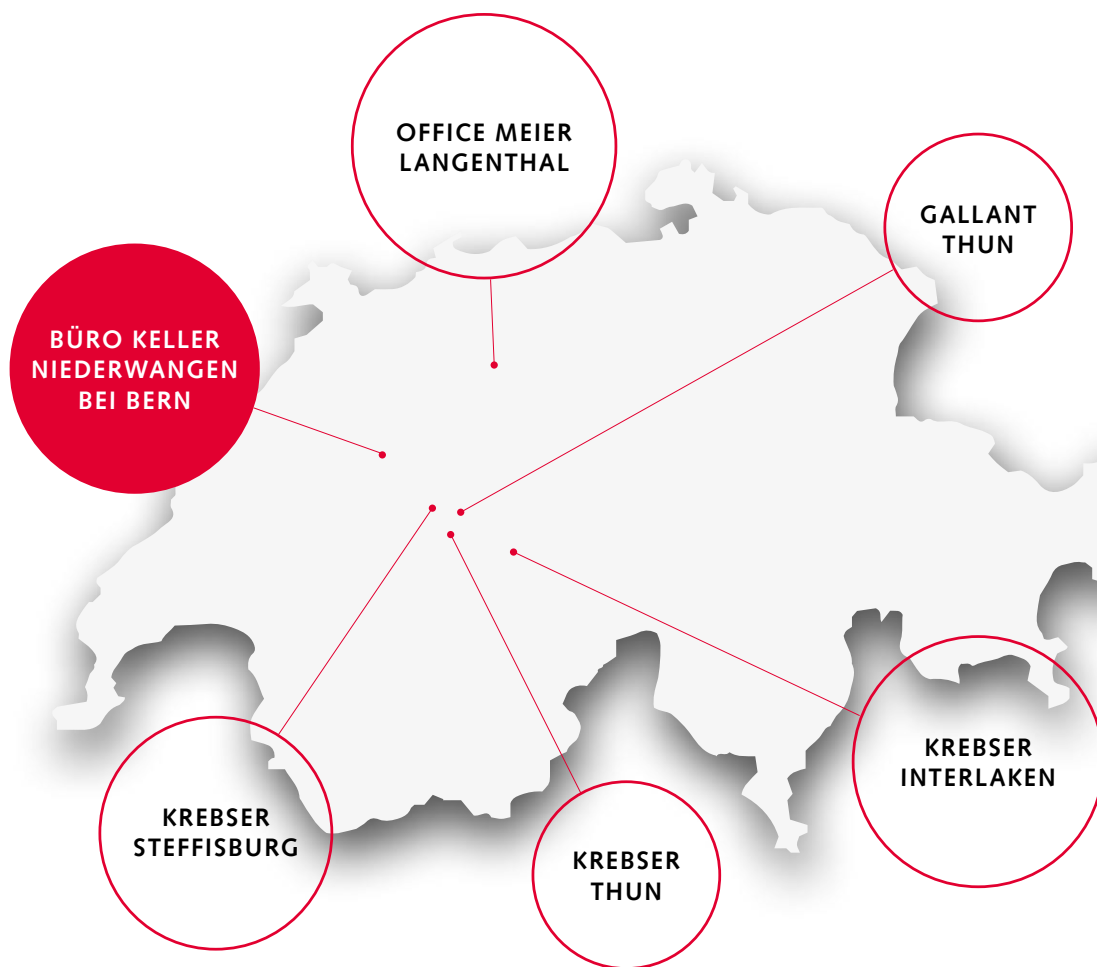 OFFICE MEIER
LANGENTHAL
GALLANT
THUN
BÜRO KELLER
NIEDERWANGEN
BEI BERN
KREBSER
INTERLAKEN
KREBSER
STEFFISBURG
KREBSER
THUN